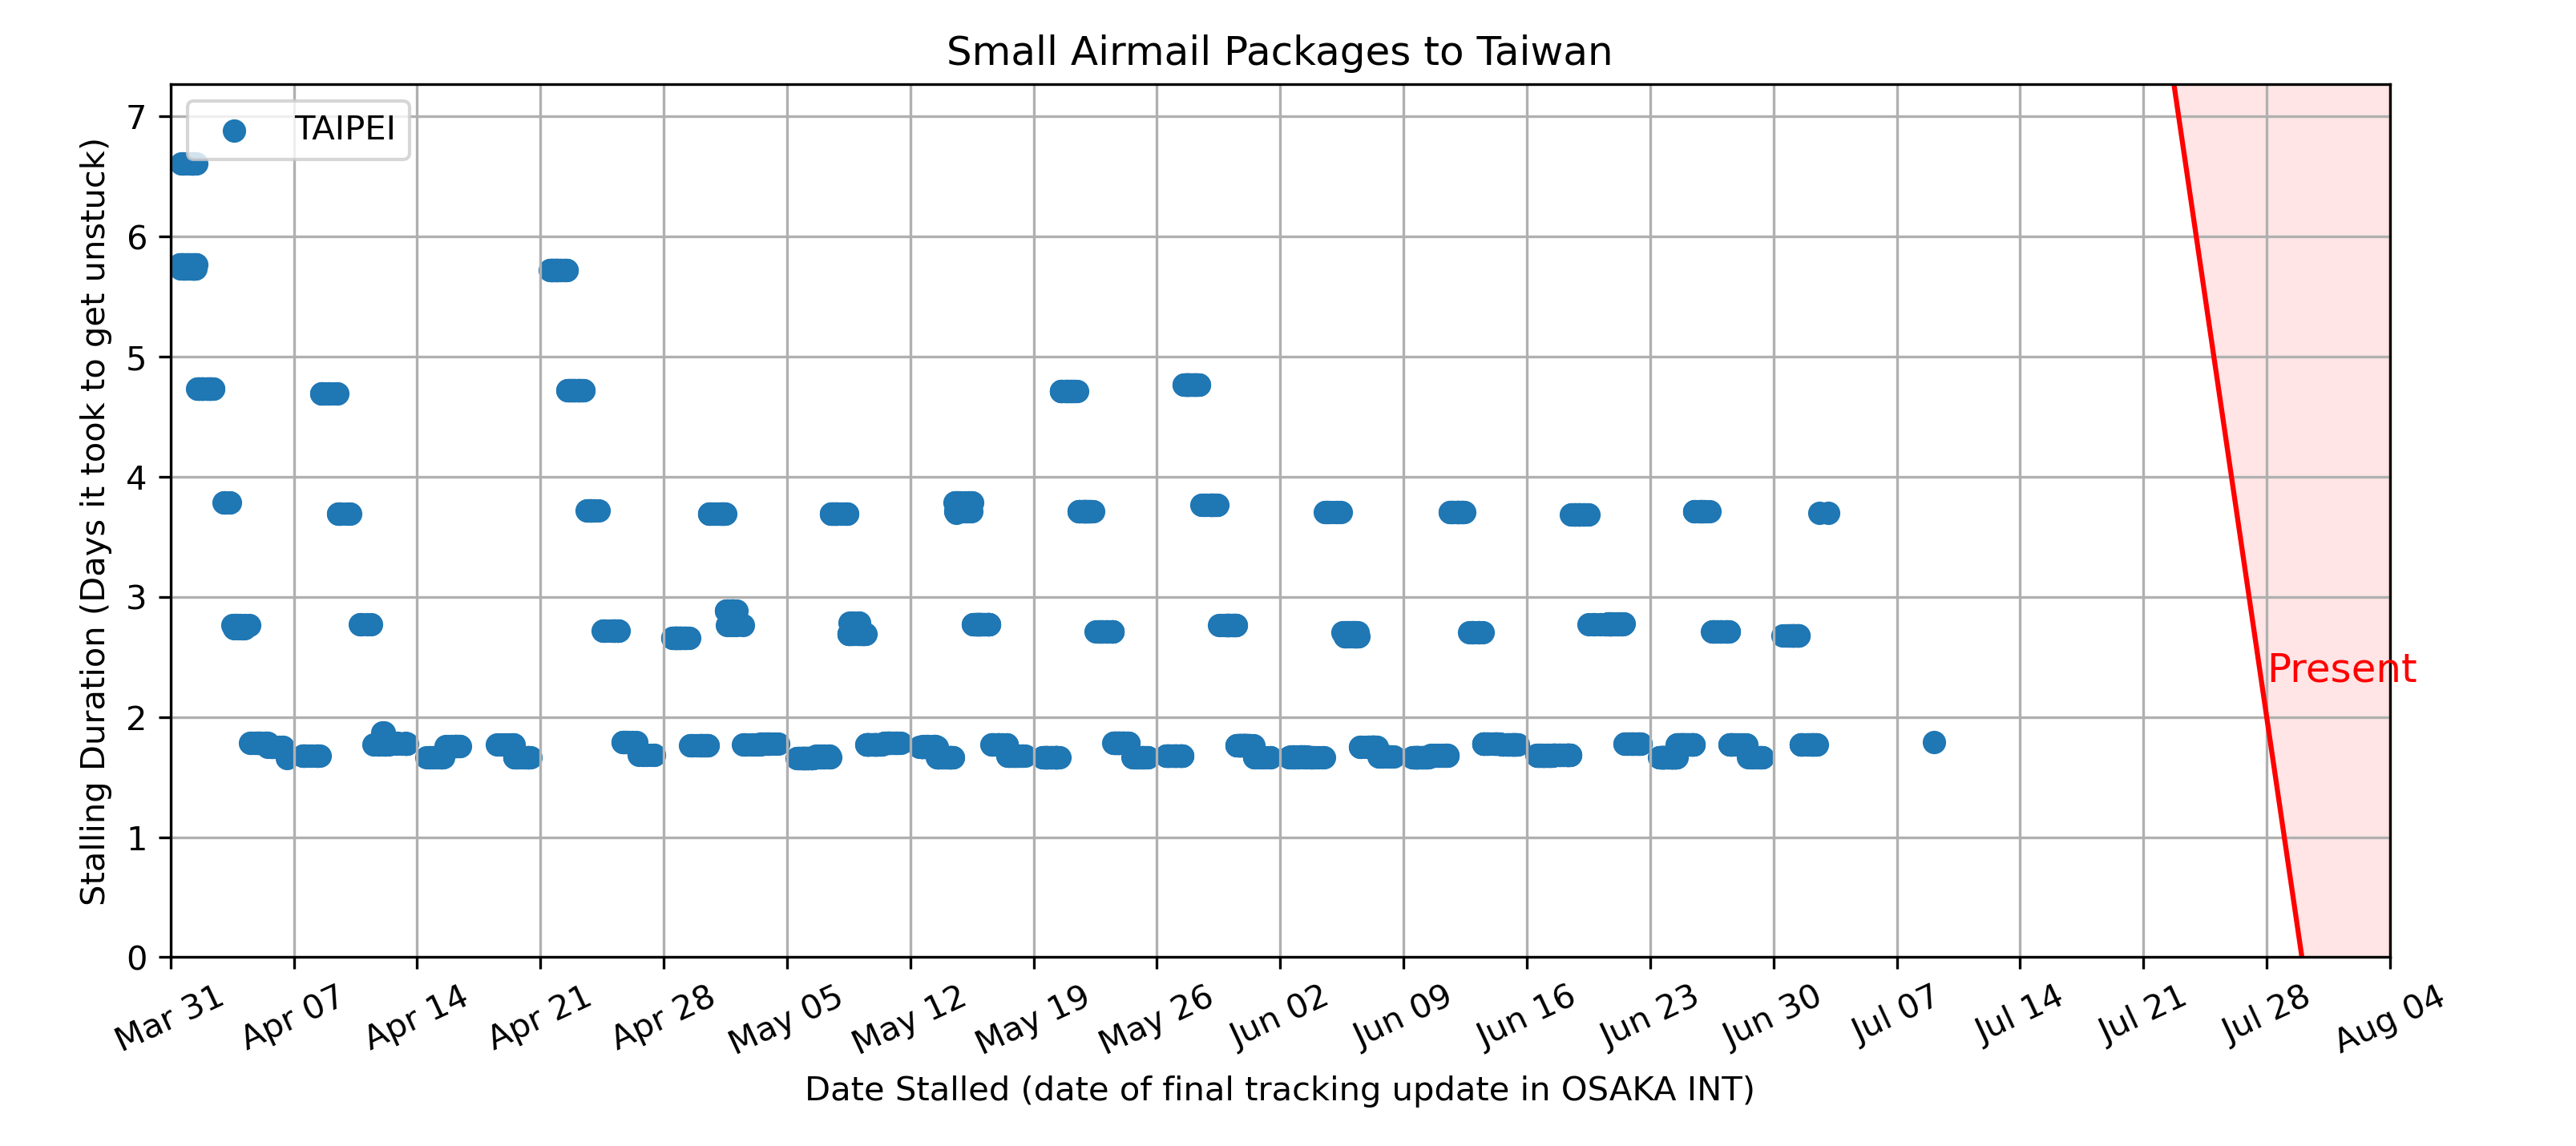 Small Airmail Packages to Taiwan
TAIPEI
Stalling Duration (Days it took to get unstuck)
7
6
5
4
3
2
1
0
Present
Mar 31
Apr 07
Apr 14
Apr 21
Apr 28
May 05
May 12
May 19
May 26
Jun 02
Jun 09
Jun 16
Jun 23
Jun 30
Jul 07
Jul 14
Jul 21
Jul 28
Aug 04
Date Stalled (date of final tracking update in OSAKA INT)